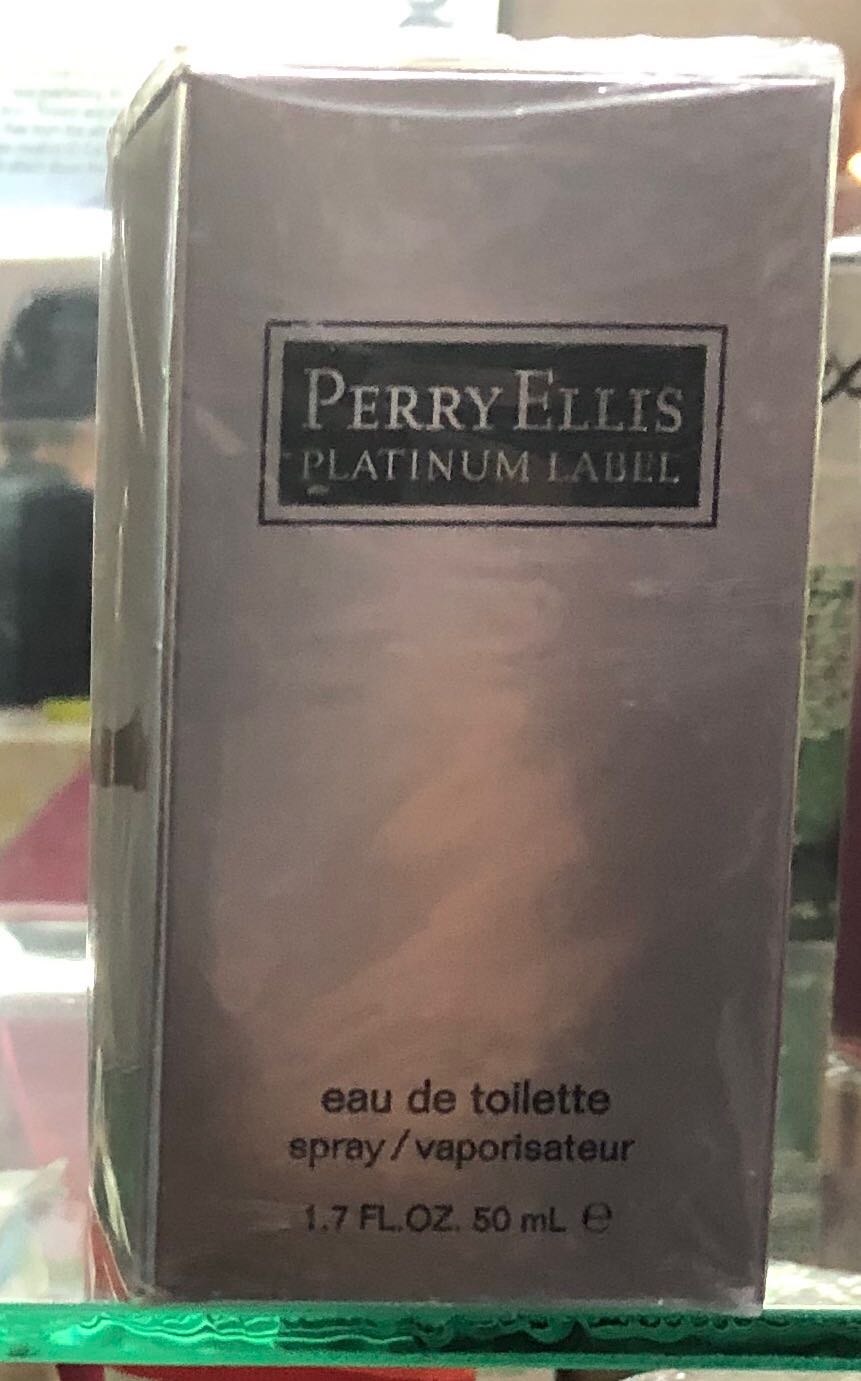 PERRY ELLIS
PLATINUM LABEL
eau de toilette
spray/vaporisateur
1.7 FL.OZ. 50 mL ℮